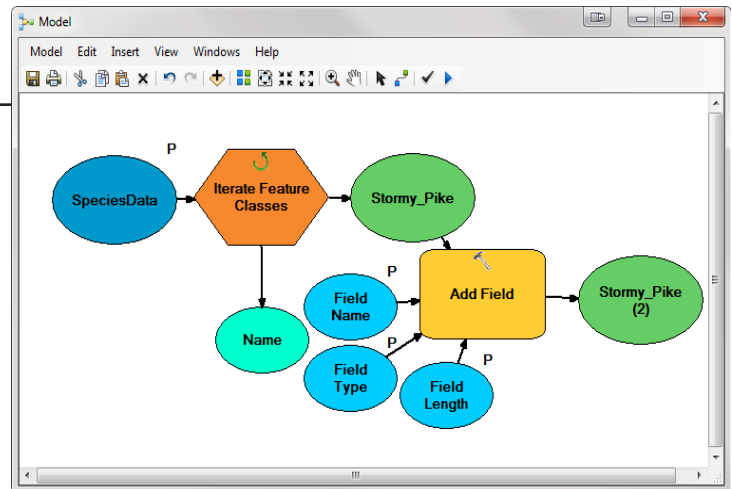 Model
Model Edit Insert View Windows Help
P
SpeciesData
Iterate Feature
Classes
Stormy_Pike
P
Field
Name
Add Field
Stormy_Pike
(2)
Name
P
Field
Type
P
Field
Length